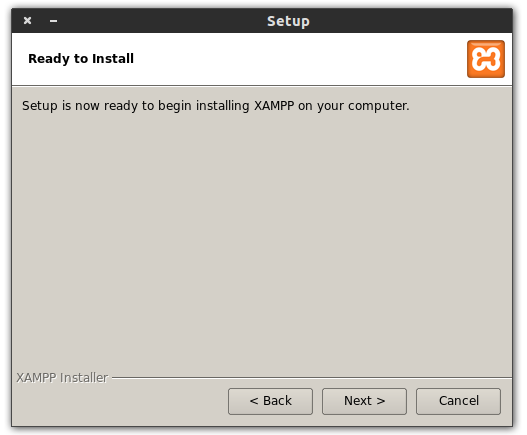 Setup
Ready to Install
Setup is now ready to begin installing XAMPP on your computer.
XAMPP Installer
< Back
Next >
Cancel